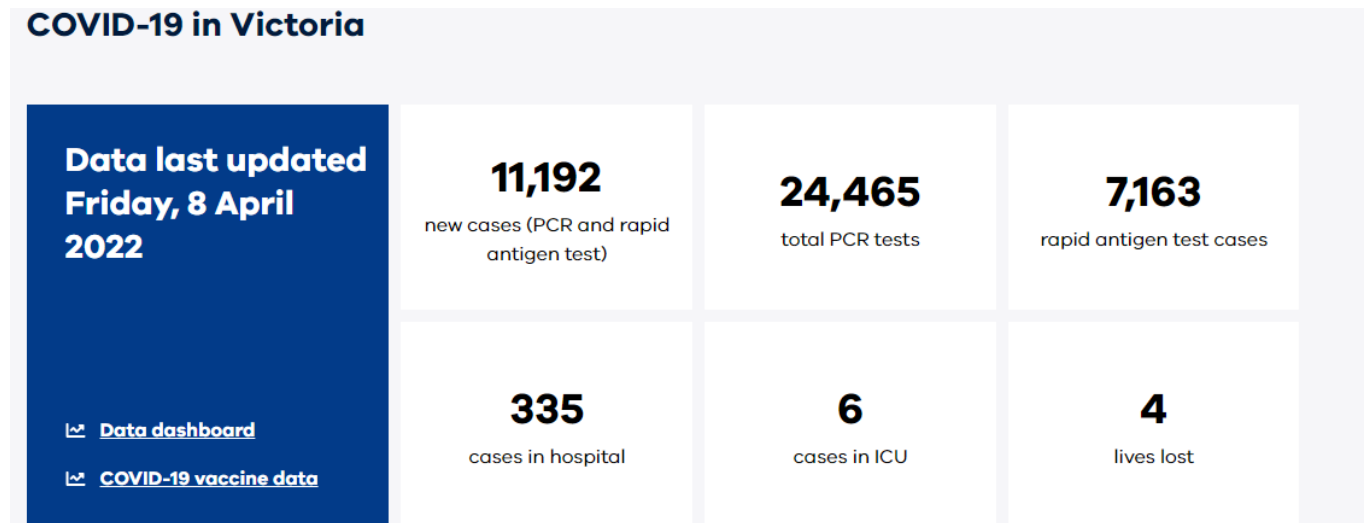 COVID-19 in Victoria
Data last updated
Friday, 8 April
2022
Data dashboard
COVID-19 vaccine data
11,192
new cases (PCR and rapid
antigen test)
24,465
total PCR tests
7,163
rapid antigen test cases
335
cases in hospital
6
cases in ICU
4
lives lost